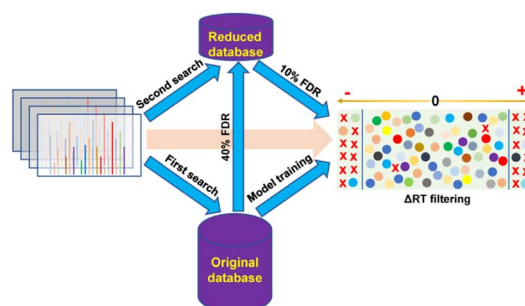 Reduced
database
Second search
10% FDR
40% FDR
First search
Model training
Original
database
-
0
+
x
x x
x
x x
x
x x
x x
x
x x
x
x x
x
x x
x x
x
ΔRT filtering